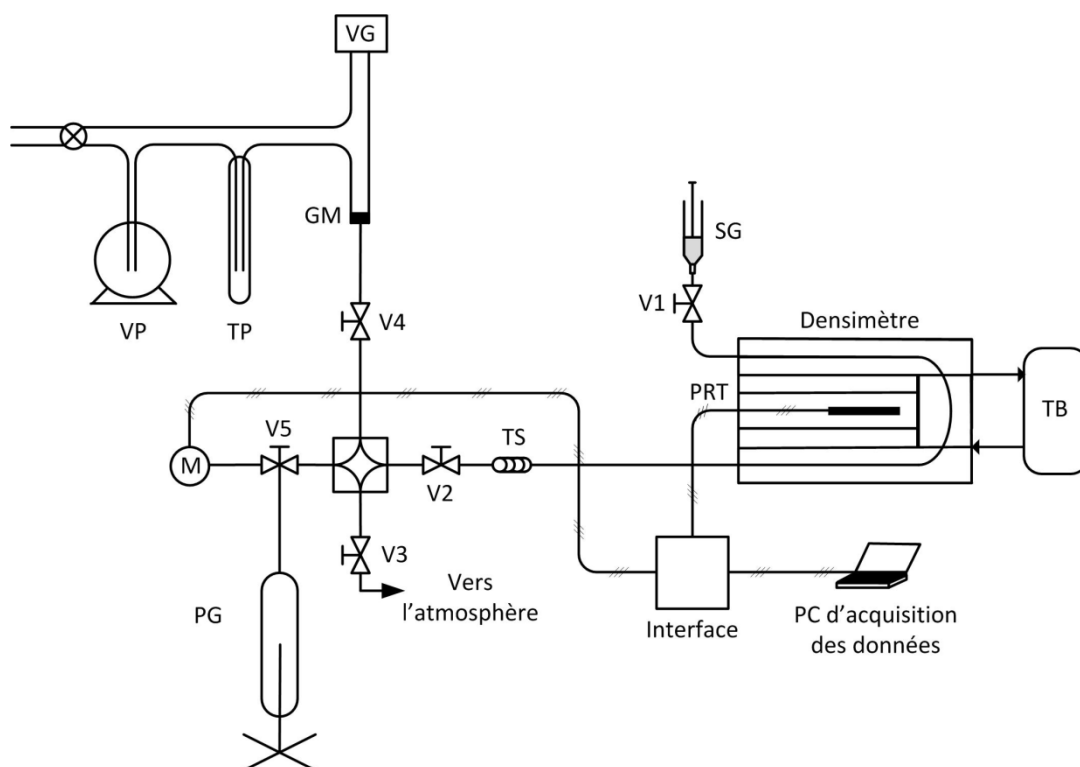 VG
GM
VP
TP
V4
SG
V1
Densimètre
PRT
TB
V5
TS
M
V2
V3
Vers
l'atmosphère
PG
Interface
PC d'acquisition
des données